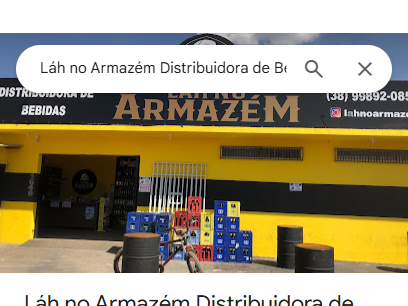 Láh no Armazém Distribuidora de Be
DISTRIBUIDORA DE
BEBIDAS
LÁH NO
ARMAZÉM
(38) 99892-085
lahnoarmazé
Láh no Armazém Distribuidora de